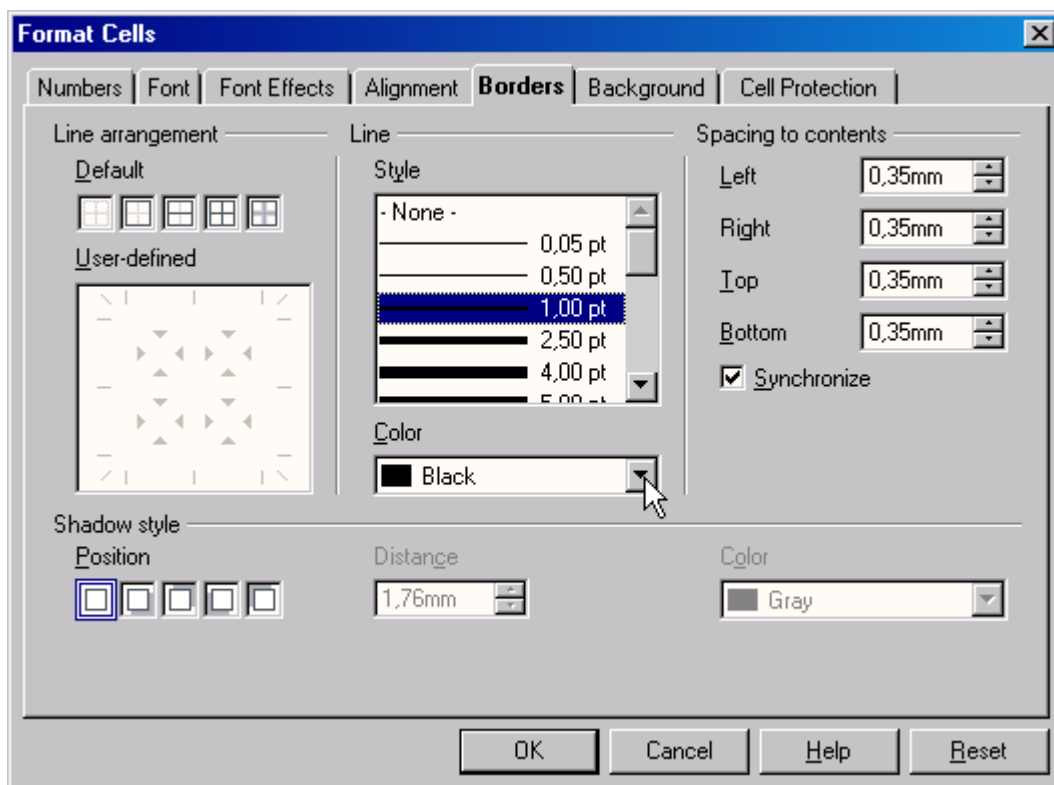 Format Cells
Numbers Font Font Effects Alignment Borders Background Cell Protection
Line arrangement
Default
User-defined
Line
Style
- None -
0,05 pt
0,50 pt
1,00 pt
2,50 pt
4,00 pt
5,00 pt
Color
Black
Spacing to contents
Left 0,35mm
Right 0,35mm
Top 0,35mm
Bottom 0,35mm
Synchronize
Shadow style
Position
Distance
1,76mm
Color
Gray
OK Cancel Help Reset